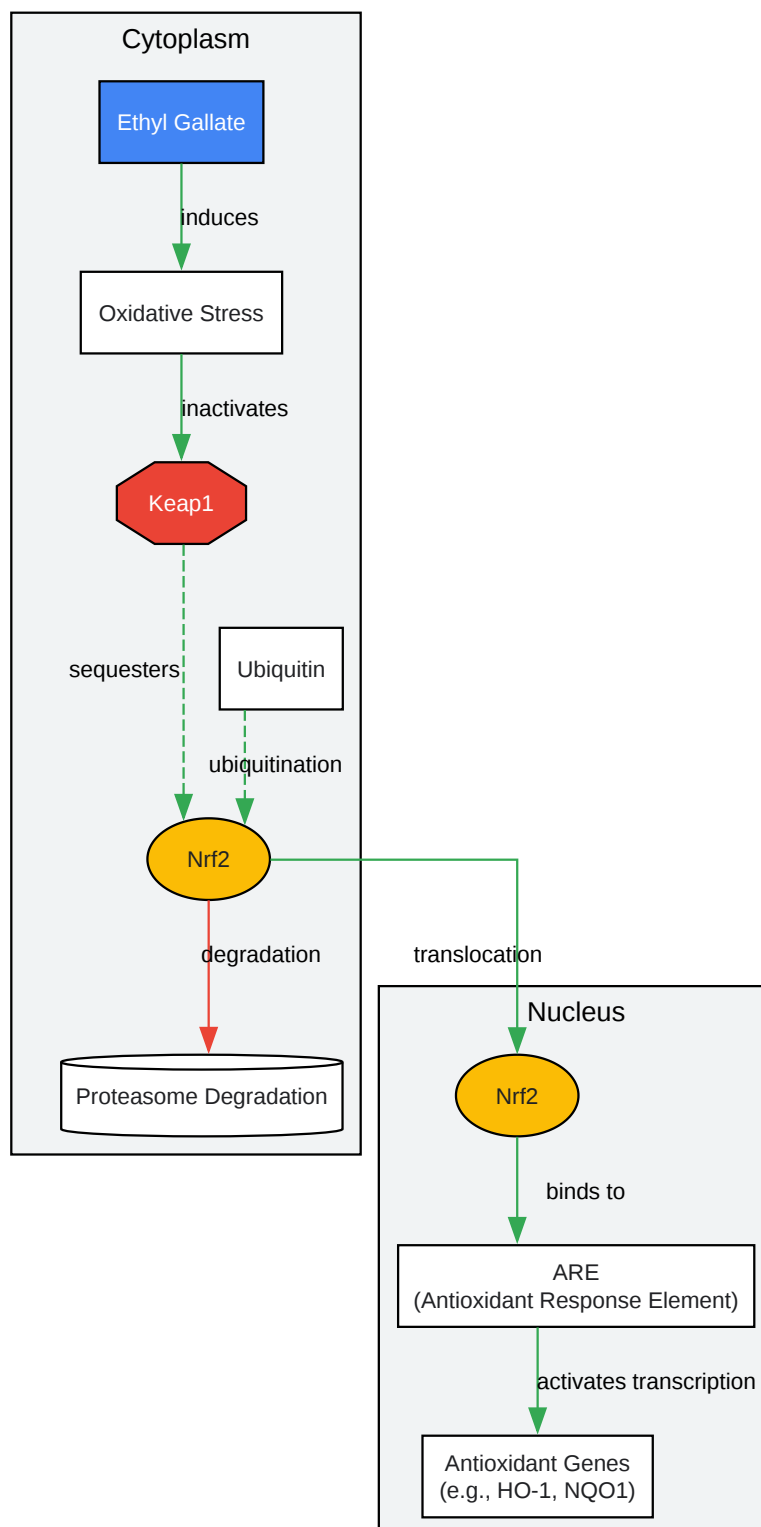 Cytoplasm
Ethyl Gallate
induces
Oxidative Stress
inactivates
Keap1
sequesters
Ubiquitin
ubiquitination
Nrf2
degradation
translocation
Proteasome Degradation
Nucleus
Nrf2
binds to
ARE
(Antioxidant Response Element)
activates transcription
Antioxidant Genes
(e.g., HO-1, NQO1)